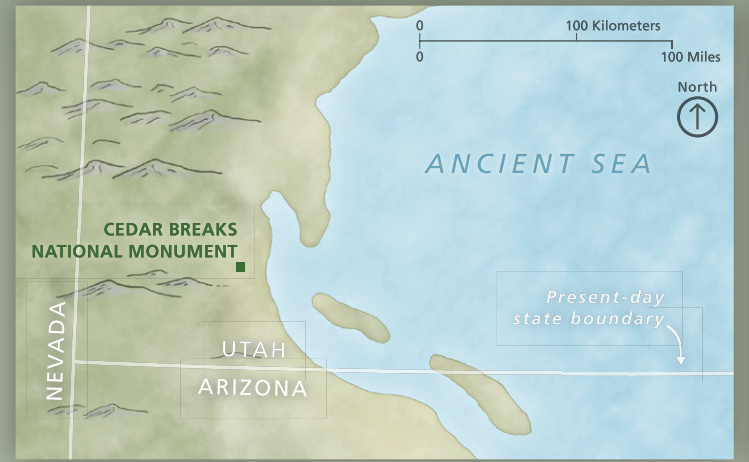 0 100 Kilometers
0 100 Miles
North
ANCIENT SEA
CEDAR BREAKS
NATIONAL MONUMENT
Present-day
state boundary
NEVADA
UTAH
ARIZONA